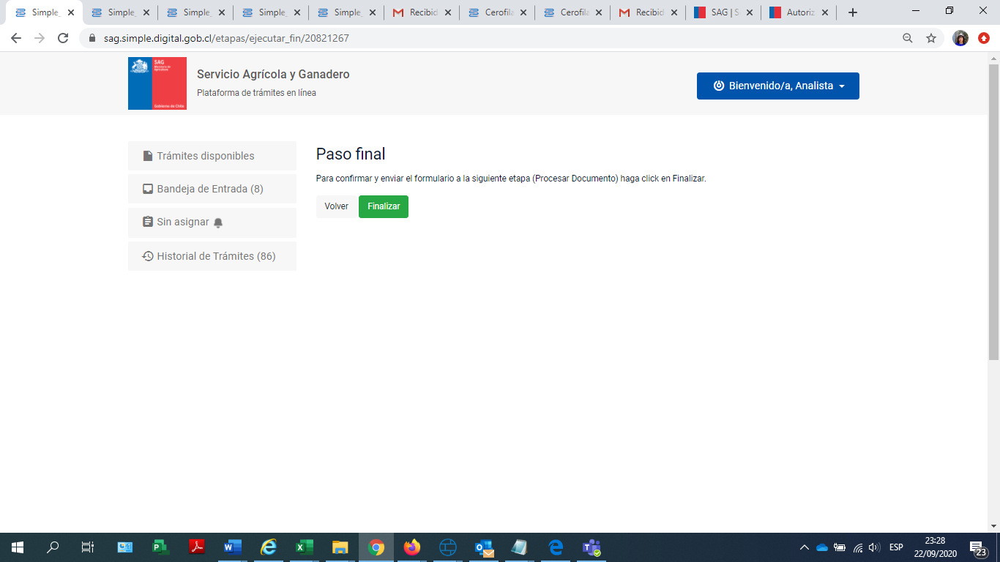 Simple_
Simple_
Simple_
Simple_
Simple_
Recibid
Cerofila
Cerofila
Recibid
SAG | S
Autoriz
sag.simple.digital.gob.cl/etapas/ejecutar_fin/20821267
SAG
Ministerio de
Agricultura
Gobierno de Chile
Servicio Agrícola y Ganadero
Plataforma de trámites en línea
Bienvenido/a, Analista
Trámites disponibles
Bandeja de Entrada (8)
Sin asignar
Historial de Trámites (86)
Paso final
Para confirmar y enviar el formulario a la siguiente etapa (Procesar Documento) haga click en Finalizar.
Volver
Finalizar
ESP
23:28
22/09/2020
23